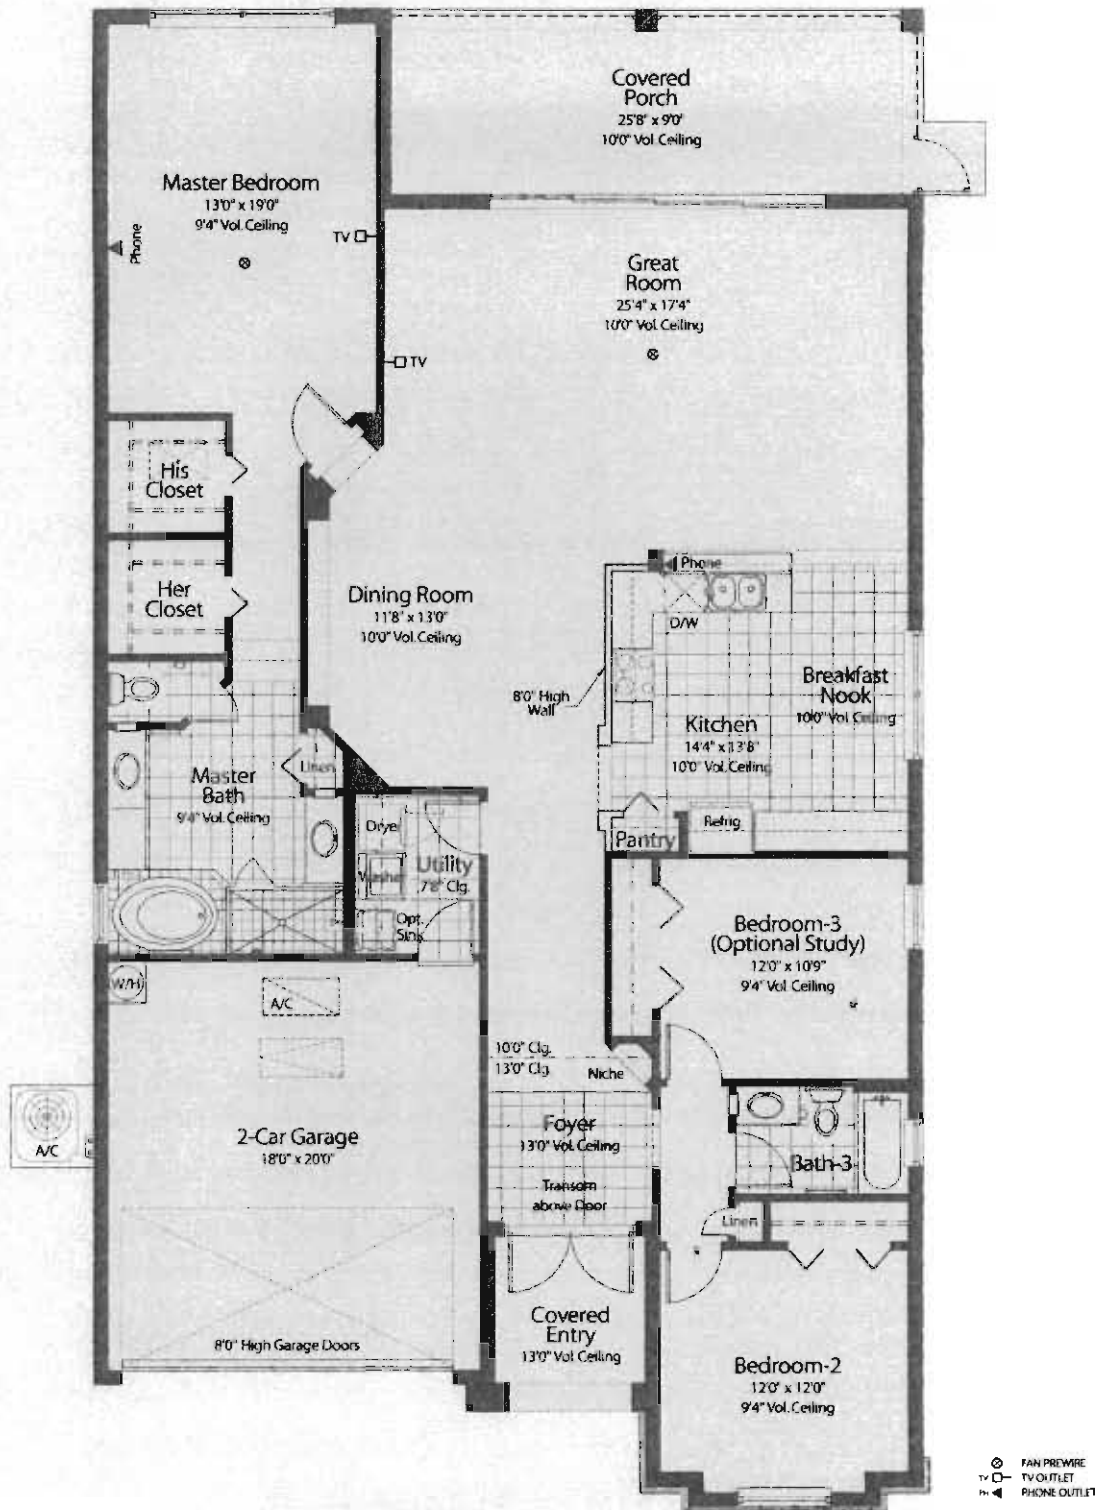 Covered
Porch
25'8" x 9'0"
10'0" Vol. Ceiling
Master Bedroom
13'0" x 19'0"
9'4" Vol. Ceiling
Phone
TV
Great
Room
25'4" x 17'4"
10'0" Vol. Ceiling
TV
His
Closet
Her
Closet
Dining Room
11'8" x 13'0"
10'0" Vol. Ceiling
Phone
D/W
8'0" High
Wall
Breakfast
Nook
10'0" Vol. Ceiling
Kitchen
14'4" x 13'8"
10'0" Vol. Ceiling
Linen
Master
Bath
9'4" Vol. Ceiling
Dryer
Utility
7'8" Clg.
Washer
Opt.
Sink
Refrig
Pantry
Bedroom-3
(Optional Study)
12'0" x 10'9"
9'4" Vol. Ceiling
W/H
A/C
10'0" Clg.
13'0" Clg.
Niche
Foyer
13'0" Vol. Ceiling
Transom
above Door
A/C
2-Car Garage
18'0" x 20'0"
Bath-3
Linen
8'0" High Garage Doors
Covered
Entry
13'0" Vol. Ceiling
Bedroom-2
12'0" x 12'0"
9'4" Vol. Ceiling
FAN PREWIRE
TV TV OUTLET
PH PHONE OUTLET